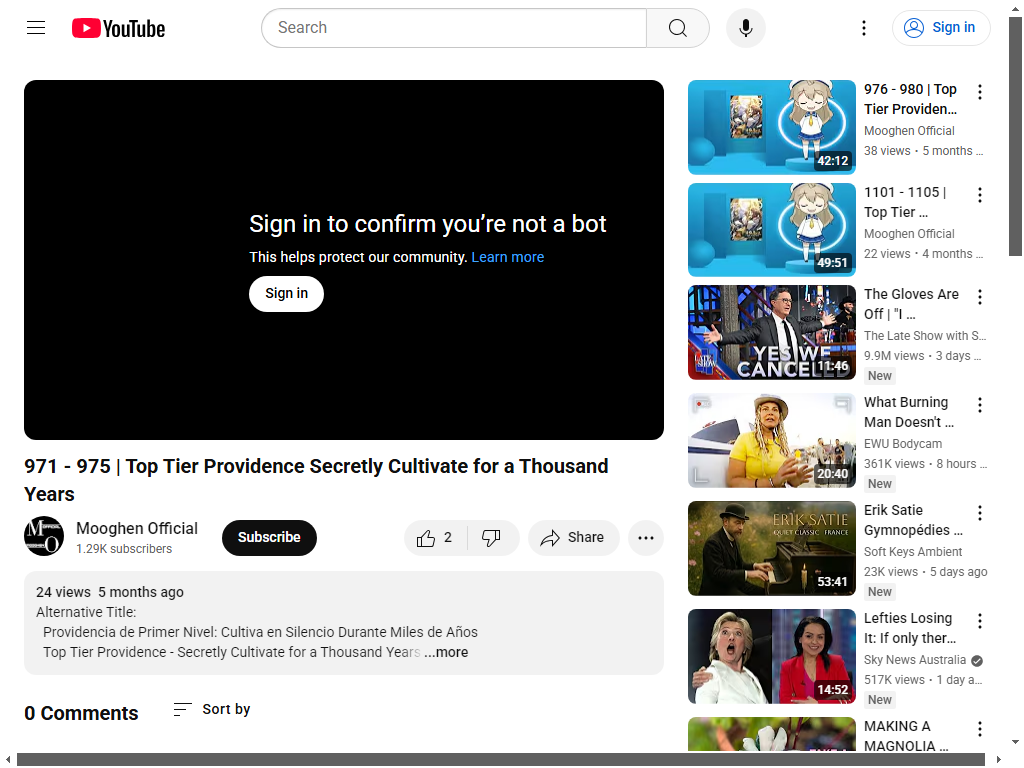 YouTube
Search
Sign in
Sign in to confirm you’re not a bot
This helps protect our community. Learn more
Sign in
971 - 975 | Top Tier Providence Secretly Cultivate for a Thousand
Years
Mooghen Official
1.29K subscribers
Subscribe
2
Share
24 views 5 months ago
Alternative Title:
Providencia de Primer Nivel: Cultiva en Silencio Durante Miles de Años
Top Tier Providence - Secretly Cultivate for a Thousand Years ...more
0 Comments
Sort by
42:12
976 - 980 | Top
Tier Providen…
Mooghen Official
38 views • 5 months …
49:51
1101 - 1105 |
Top Tier …
Mooghen Official
22 views • 4 months …
YES WE
CANCELLED
11:46
The Gloves Are
Off | "I …
The Late Show with S…
9.9M views • 3 days …
New
20:40
What Burning
Man Doesn't …
EWU Bodycam
361K views • 8 hours …
New
ERIK SATIE
QUIET CLASSIC · FRANCE
53:41
Erik Satie
Gymnopédies …
Soft Keys Ambient
23K views • 5 days ago
New
14:52
Lefties Losing
It: If only ther…
Sky News Australia
517K views • 1 day a…
New
MAKING A
MAGNOLIA …